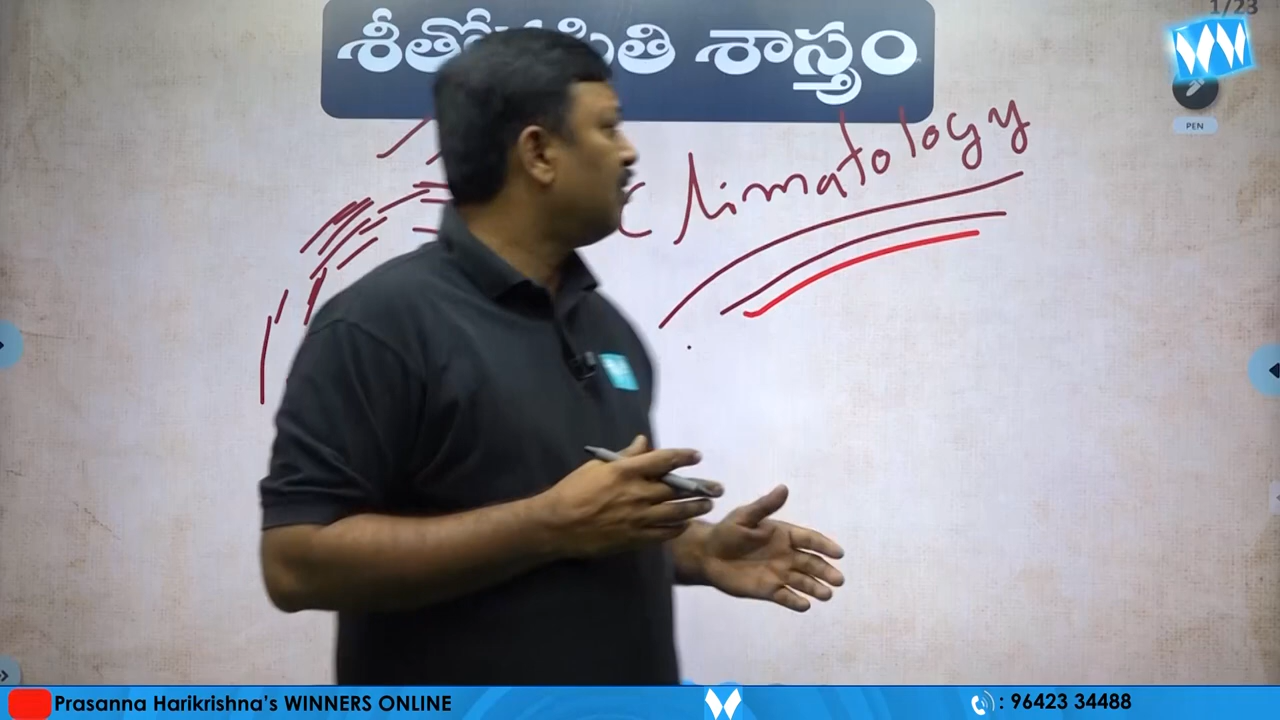 1/23
శాస్త్రం
PEN
Climatology
Prasanna Harikrishna's WINNERS ONLINE
: 96423 34488